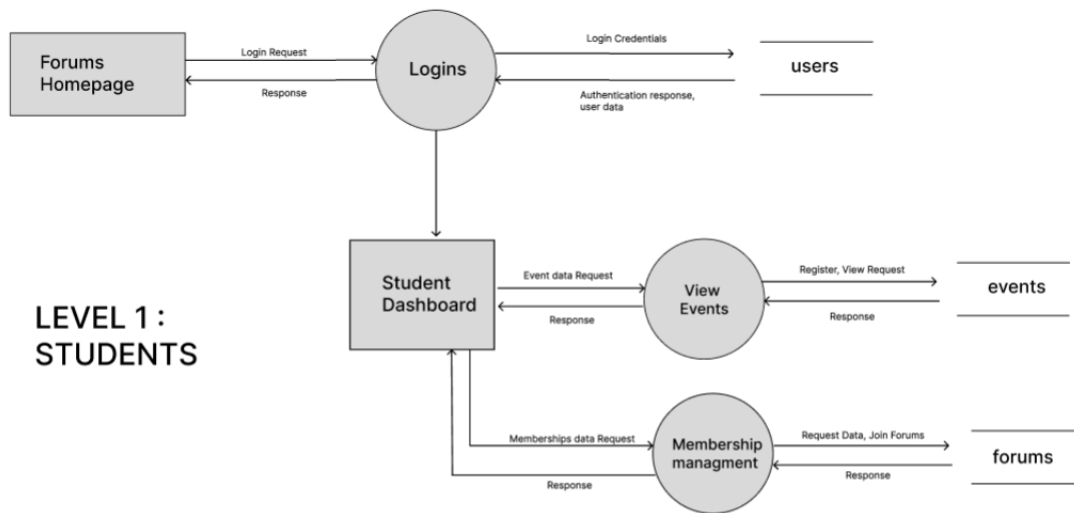 Forums
Homepage
Login Request
Response
Logins
Login Credentials
Authentication response,
user data
users
LEVEL 1 :
STUDENTS
Student
Dashboard
Event data Request
Response
View
Events
Register, View Request
Response
events
Memberships data Request
Response
Membership
managment
Request Data, Join Forums
Response
forums